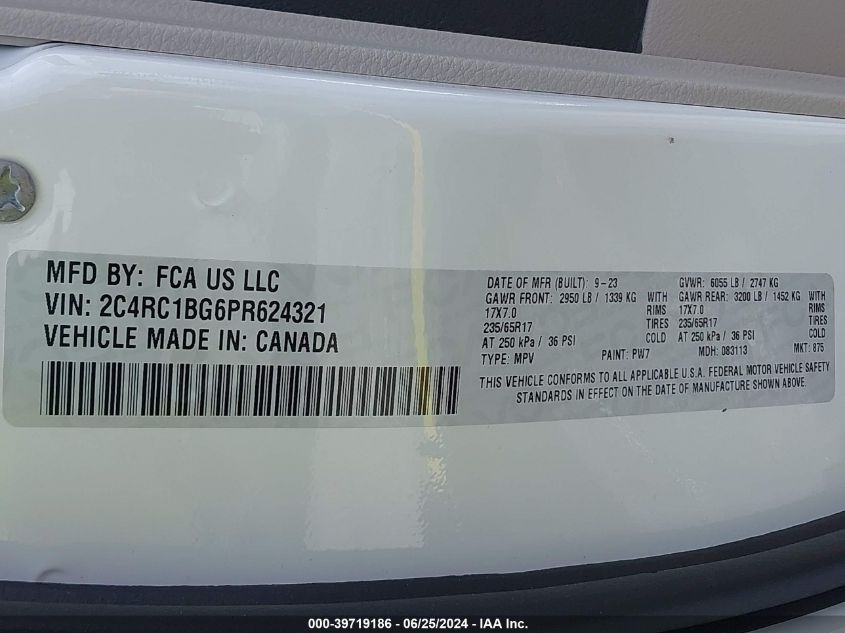 MFD BY: FCA US LLC
VIN: 2C4RC1BG6PR624321
VEHICLE MADE IN: CANADA
DATE OF MFR (BUILT): 9-23 GVWR: 6055 LB / 2747 KG
GAWR FRONT: 2950 LB / 1339 KG WITH GAWR REAR: 3200 LB / 1452 KG WITH
17X7.0 RIMS 17X7.0 RIMS
235/65R17 TIRES 235/65R17 TIRES
AT 250 kPa / 36 PSI COLD AT 250 kPa / 36 PSI COLD
TYPE: MPV PAINT: PW7 MDH: 083113 MKT: 875
THIS VEHICLE CONFORMS TO ALL APPLICABLE U.S.A. FEDERAL MOTOR VEHICLE SAFETY
STANDARDS IN EFFECT ON THE DATE OF MANUFACTURE SHOWN ABOVE.
000-39719186 - 06/25/2024 - IAA Inc.